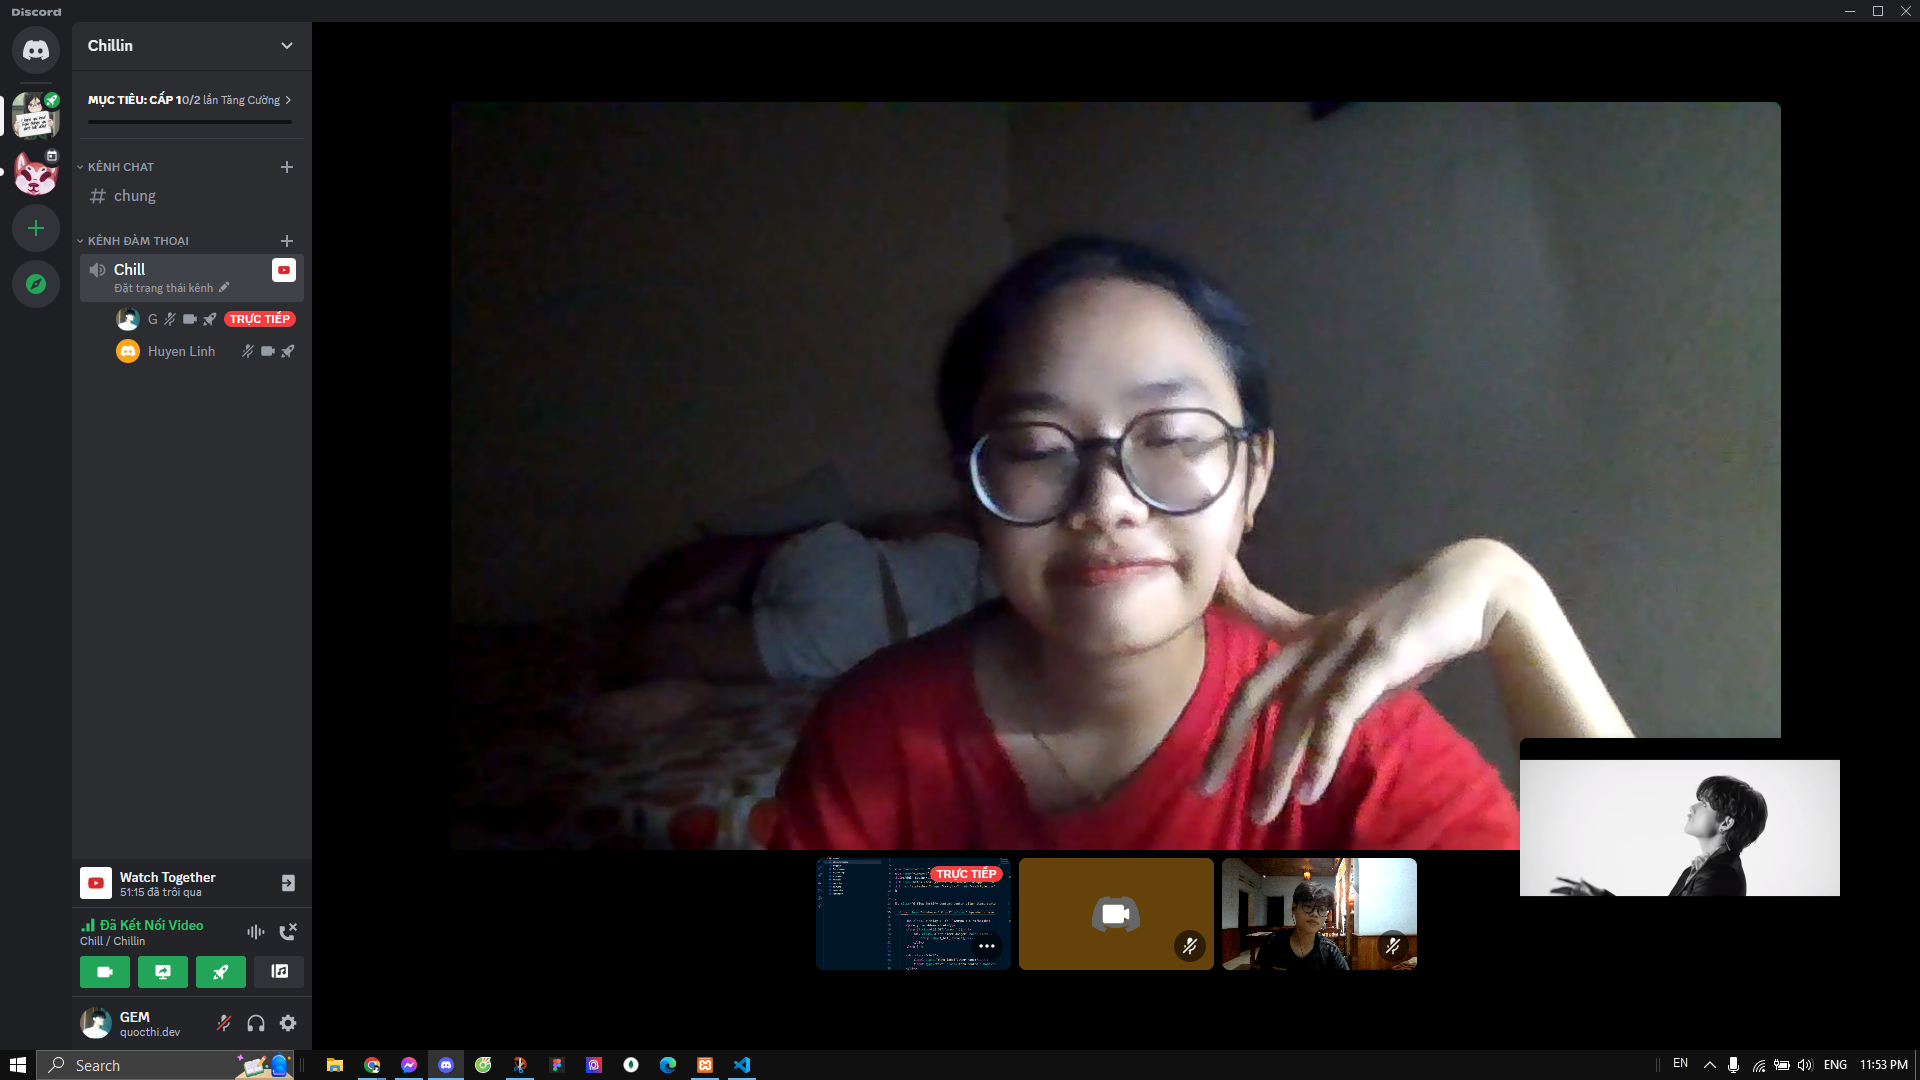 Discord
Chillin
MỤC TIÊU: CẤP 1 0/2 lần Tăng Cường
KÊNH CHAT
chung
KÊNH ĐÀM THOẠI
Chill
Đặt trạng thái kênh
G TRỰC TIẾP
Huyen Linh
TRỰC TIẾP
Watch Together
51:15 đã trôi qua
Đã Kết Nối Video
Chill / Chillin
GEM
quocthi.dev
Search
EN
ENG
11:53 PM